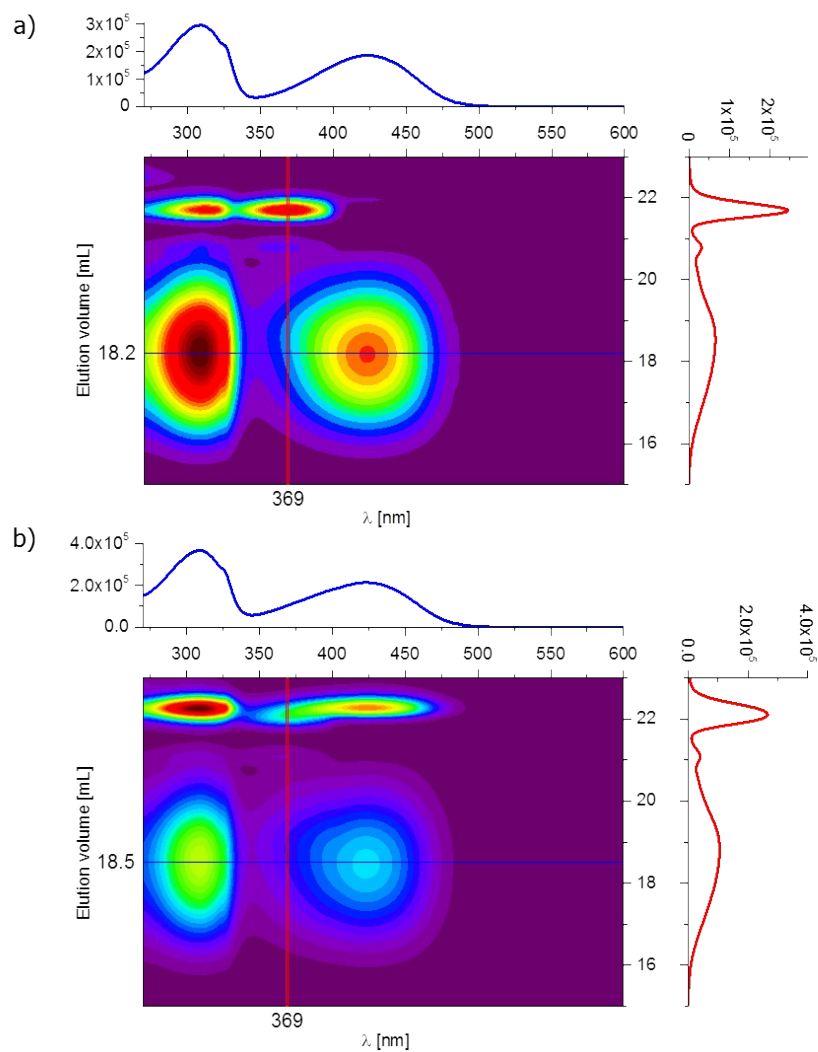 a)
3x10⁵
2x10⁵
1x10⁵
0
300 350 400 450 500 550 600
0 1x10⁵ 2x10⁵
Elution volume [mL]
18.2
22
20
18
16
369
λ [nm]
b)
4.0x10⁵
2.0x10⁵
0.0
300 350 400 450 500 550 600
0.0 2.0x10⁵ 4.0x10⁵
Elution volume [mL]
18.5
22
20
18
16
369
λ [nm]